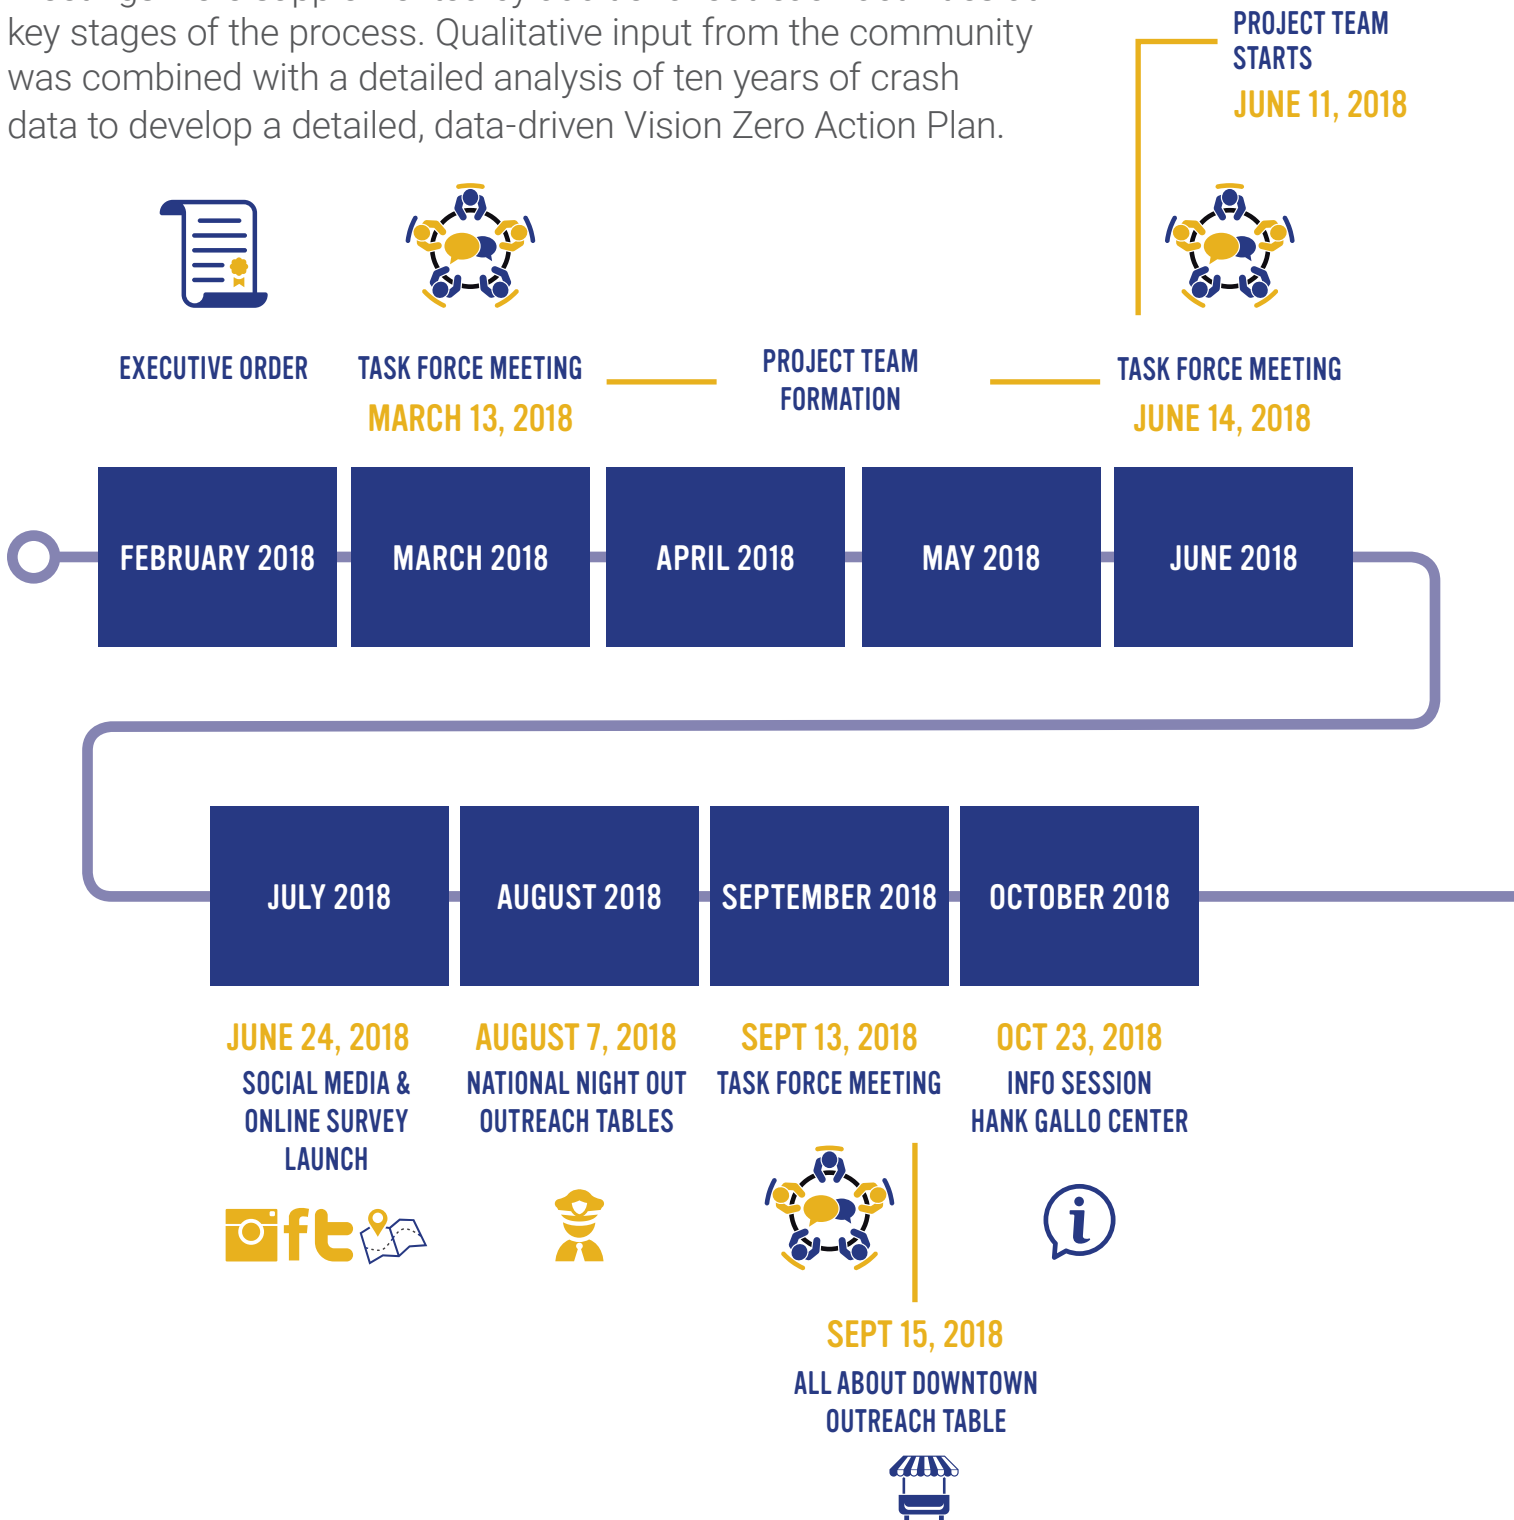 key stages of the process. Qualitative input from the community
was combined with a detailed analysis of ten years of crash
data to develop a detailed, data-driven Vision Zero Action Plan.
PROJECT TEAM
STARTS
JUNE 11, 2018
EXECUTIVE ORDER
TASK FORCE MEETING
MARCH 13, 2018
PROJECT TEAM
FORMATION
TASK FORCE MEETING
JUNE 14, 2018
FEBRUARY 2018
MARCH 2018
APRIL 2018
MAY 2018
JUNE 2018
JULY 2018
AUGUST 2018
SEPTEMBER 2018
OCTOBER 2018
JUNE 24, 2018
SOCIAL MEDIA &
ONLINE SURVEY
LAUNCH
AUGUST 7, 2018
NATIONAL NIGHT OUT
OUTREACH TABLES
SEPT 13, 2018
TASK FORCE MEETING
OCT 23, 2018
INFO SESSION
HANK GALLO CENTER
SEPT 15, 2018
ALL ABOUT DOWNTOWN
OUTREACH TABLE